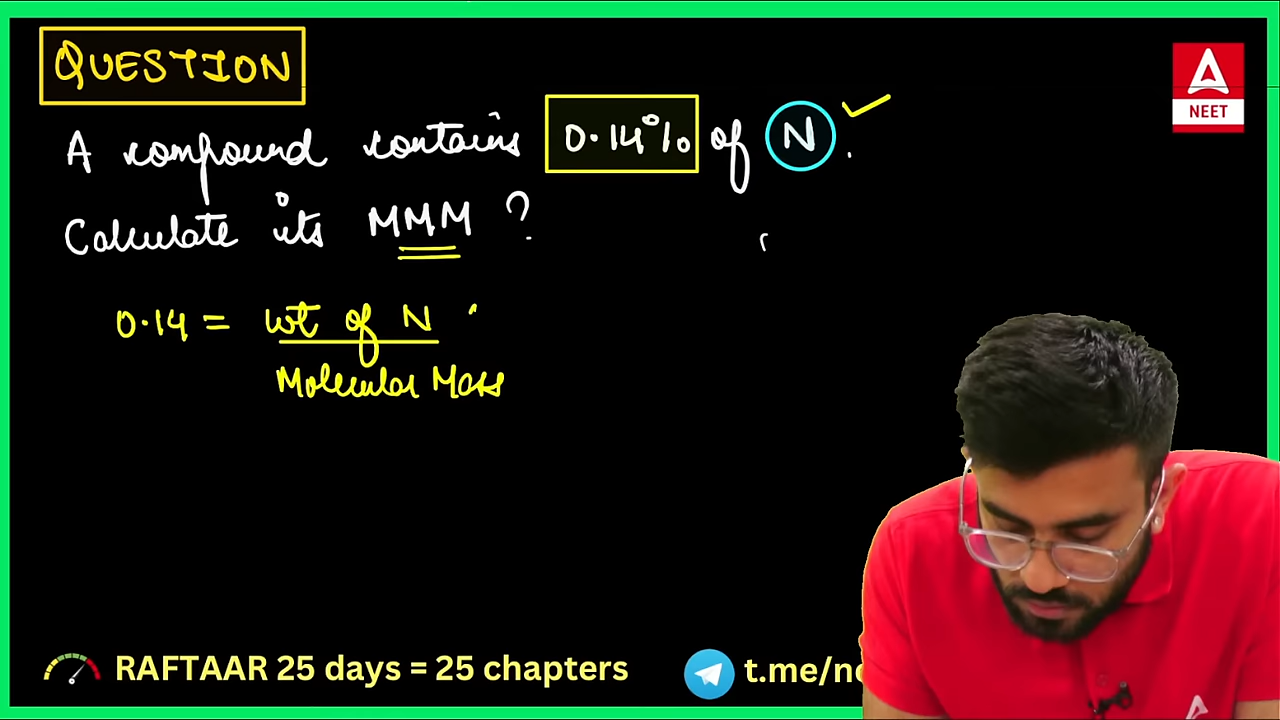 QUESTION
NEET
A compound contains 0.14% of N.
Calculate its MMM ?
0.14 = wt of N
Molecular Mass
RAFTAAR 25 days = 25 chapters
t.me/ne